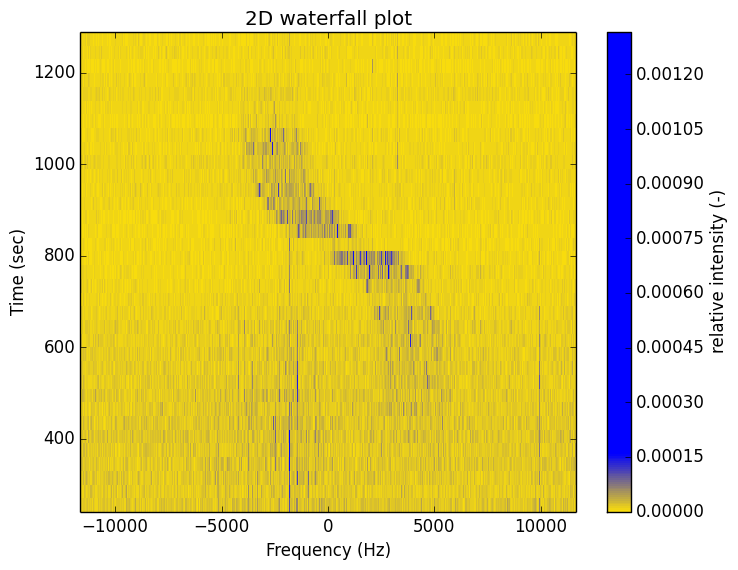 2D waterfall plot
1200
1000
800
600
400
Time (sec)
−10000 −5000 0 5000 10000
Frequency (Hz)
0.00120
0.00105
0.00090
0.00075
0.00060
0.00045
0.00030
0.00015
0.00000
relative intensity (-)